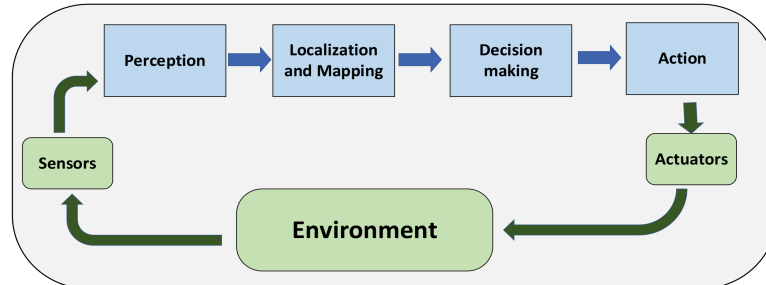 Perception
Localization
and Mapping
Decision
making
Action
Sensors
Actuators
Environment